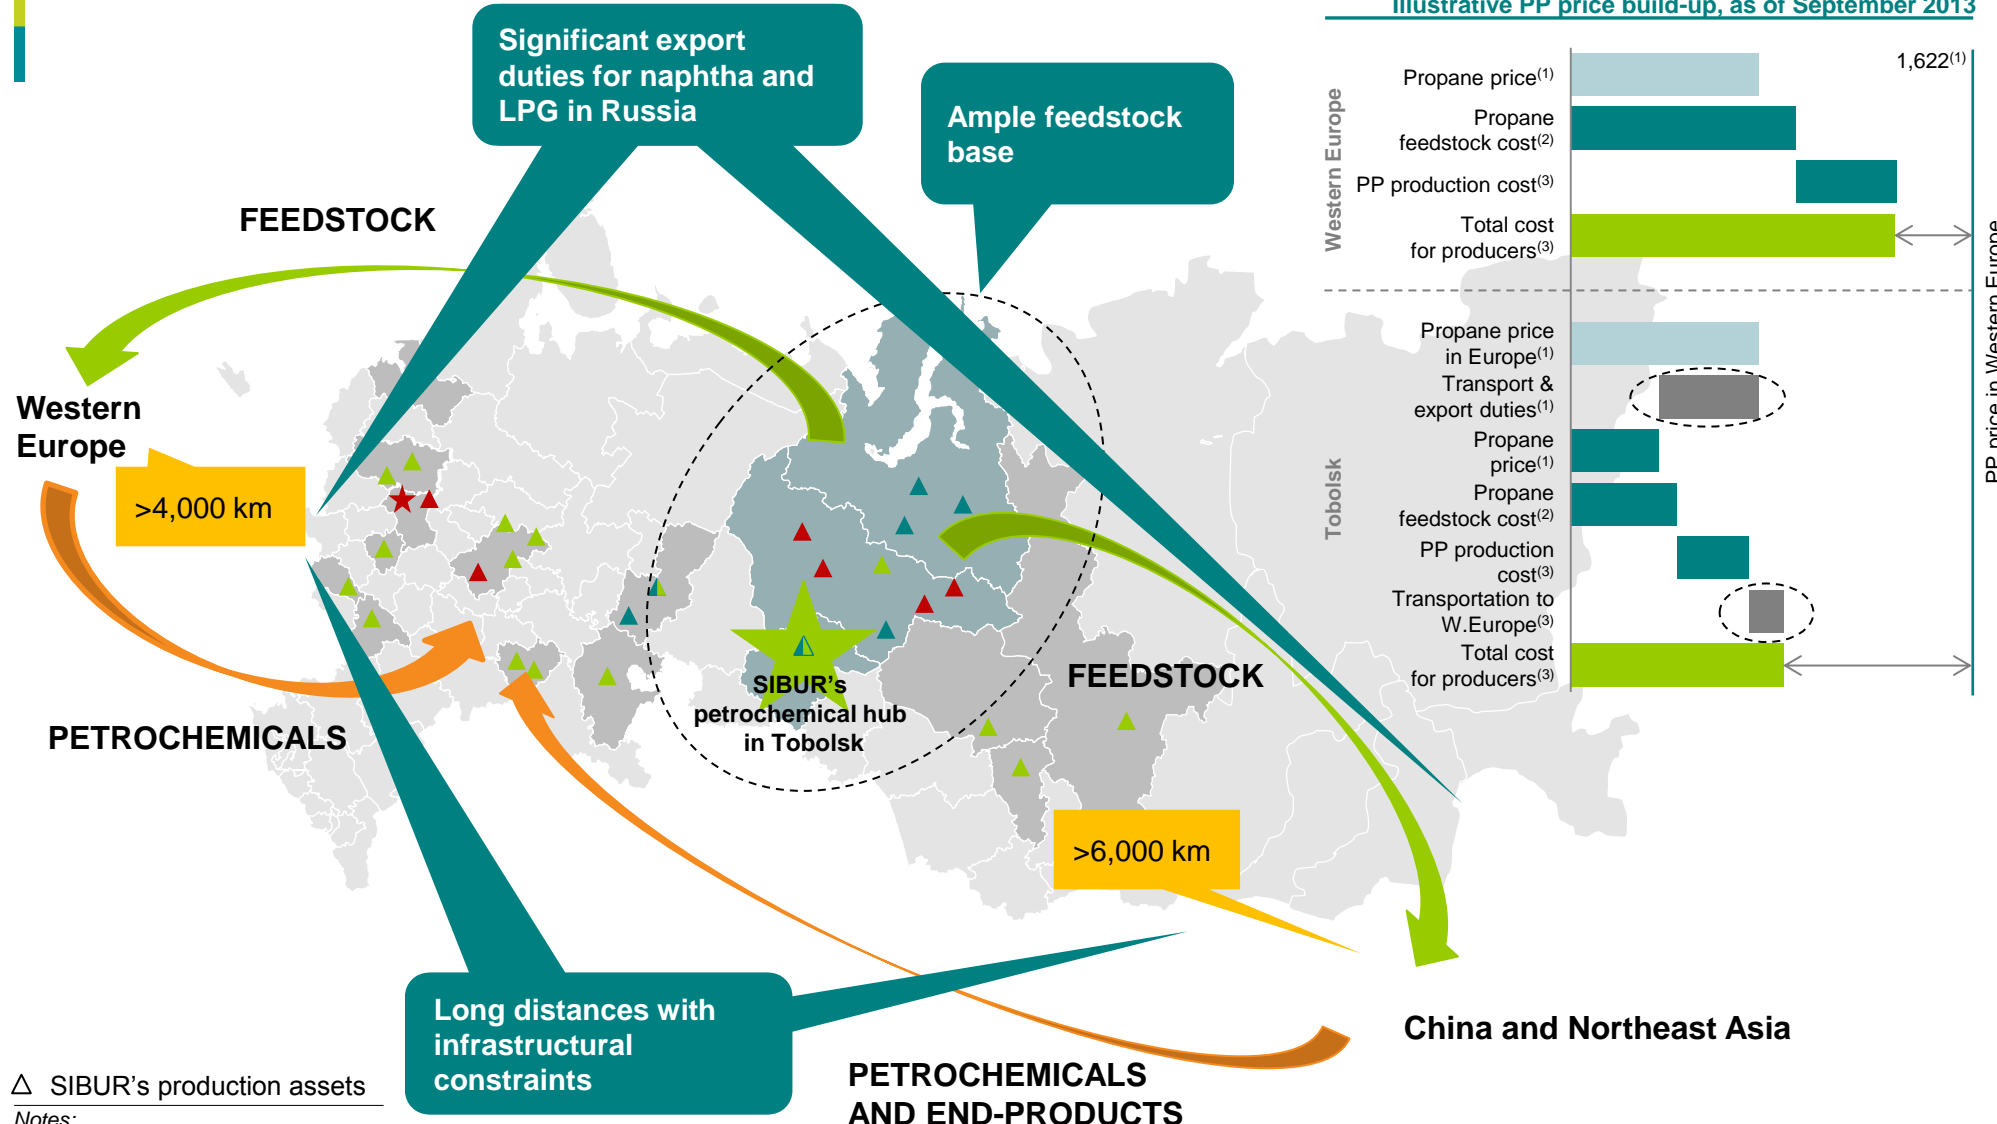 Illustrative PP price build-up, as of September 2013
Significant export
duties for naphtha and
LPG in Russia
Ample feedstock
base
FEEDSTOCK
Western
Europe
>4,000 km
PETROCHEMICALS
SIBUR's
petrochemical hub
in Tobolsk
FEEDSTOCK
>6,000 km
Long distances with
infrastructural
constraints
China and Northeast Asia
PETROCHEMICALS
AND END-PRODUCTS
Western Europe
Propane price(1)
1,622(1)
Propane
feedstock cost(2)
PP production cost(3)
Total cost
for producers(3)
Tobolsk
Propane price
in Europe(1)
Transport &
export duties(1)
Propane
price(1)
Propane
feedstock cost(2)
PP production
cost(3)
Transportation to
W.Europe(3)
Total cost
for producers(3)
PP price in Western Europe
SIBUR's production assets
Notes: